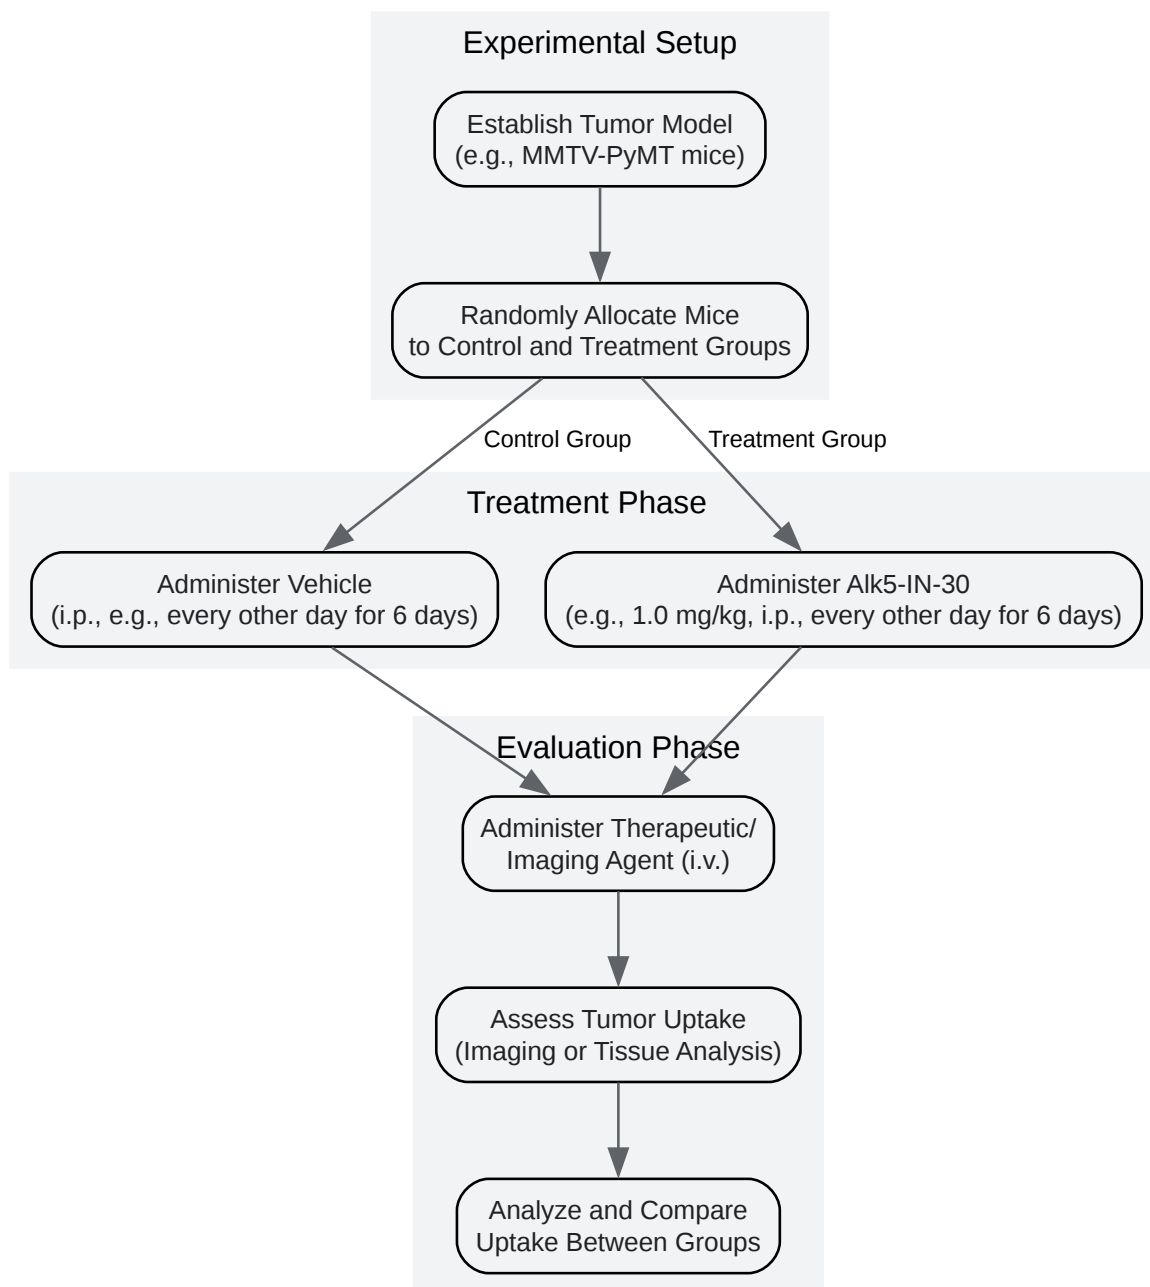 Experimental Setup
Establish Tumor Model
(e.g., MMTV-PyMT mice)
Randomly Allocate Mice
to Control and Treatment Groups
Control Group
Treatment Group
Treatment Phase
Administer Vehicle
(i.p., e.g., every other day for 6 days)
Administer Alk5-IN-30
(e.g., 1.0 mg/kg, i.p., every other day for 6 days)
Evaluation Phase
Administer Therapeutic/
Imaging Agent (i.v.)
Assess Tumor Uptake
(Imaging or Tissue Analysis)
Analyze and Compare
Uptake Between Groups